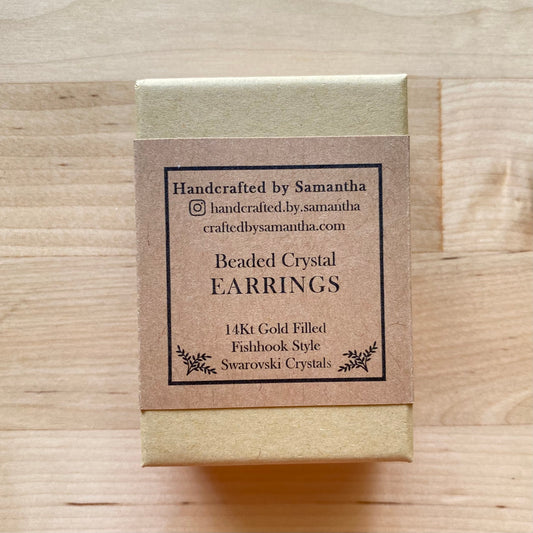 Handcrafted by Samantha
handcrafted.by.samantha
craftedbysamantha.com
Beaded Crystal
EARRINGS
14Kt Gold Filled
Fishhook Style
Swarovski Crystals